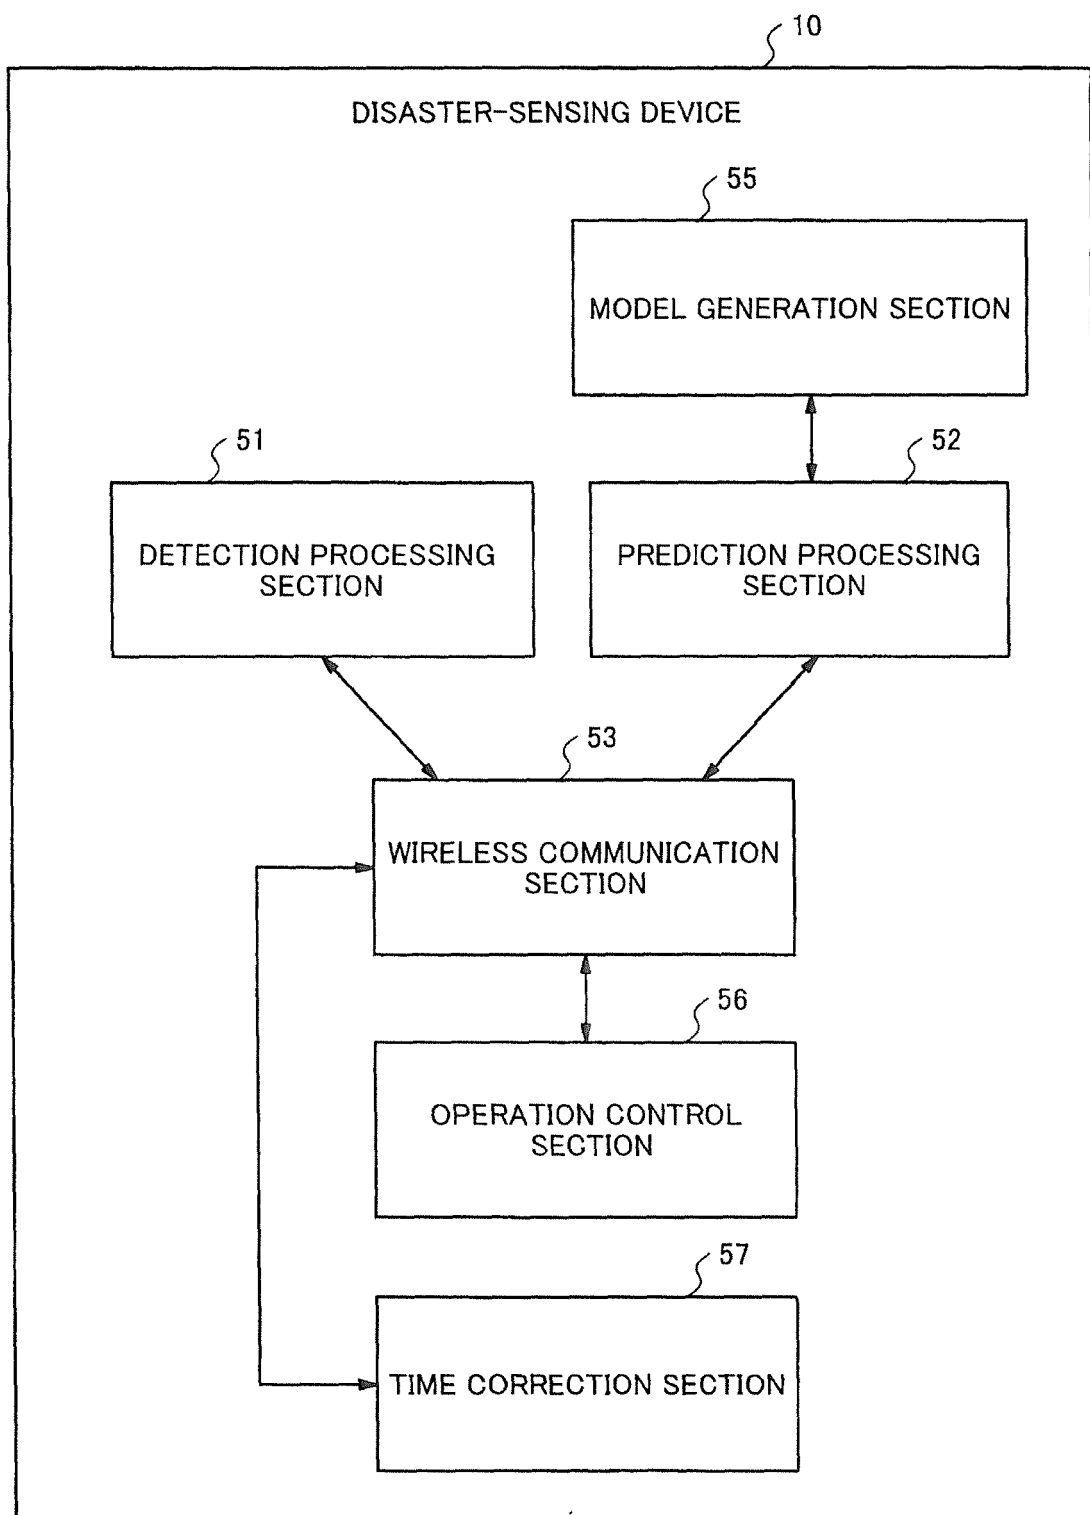 10
DISASTER-SENSING DEVICE
55
MODEL GENERATION SECTION
51
52
DETECTION PROCESSING
SECTION
PREDICTION PROCESSING
SECTION
53
WIRELESS COMMUNICATION
SECTION
56
OPERATION CONTROL
SECTION
57
TIME CORRECTION SECTION